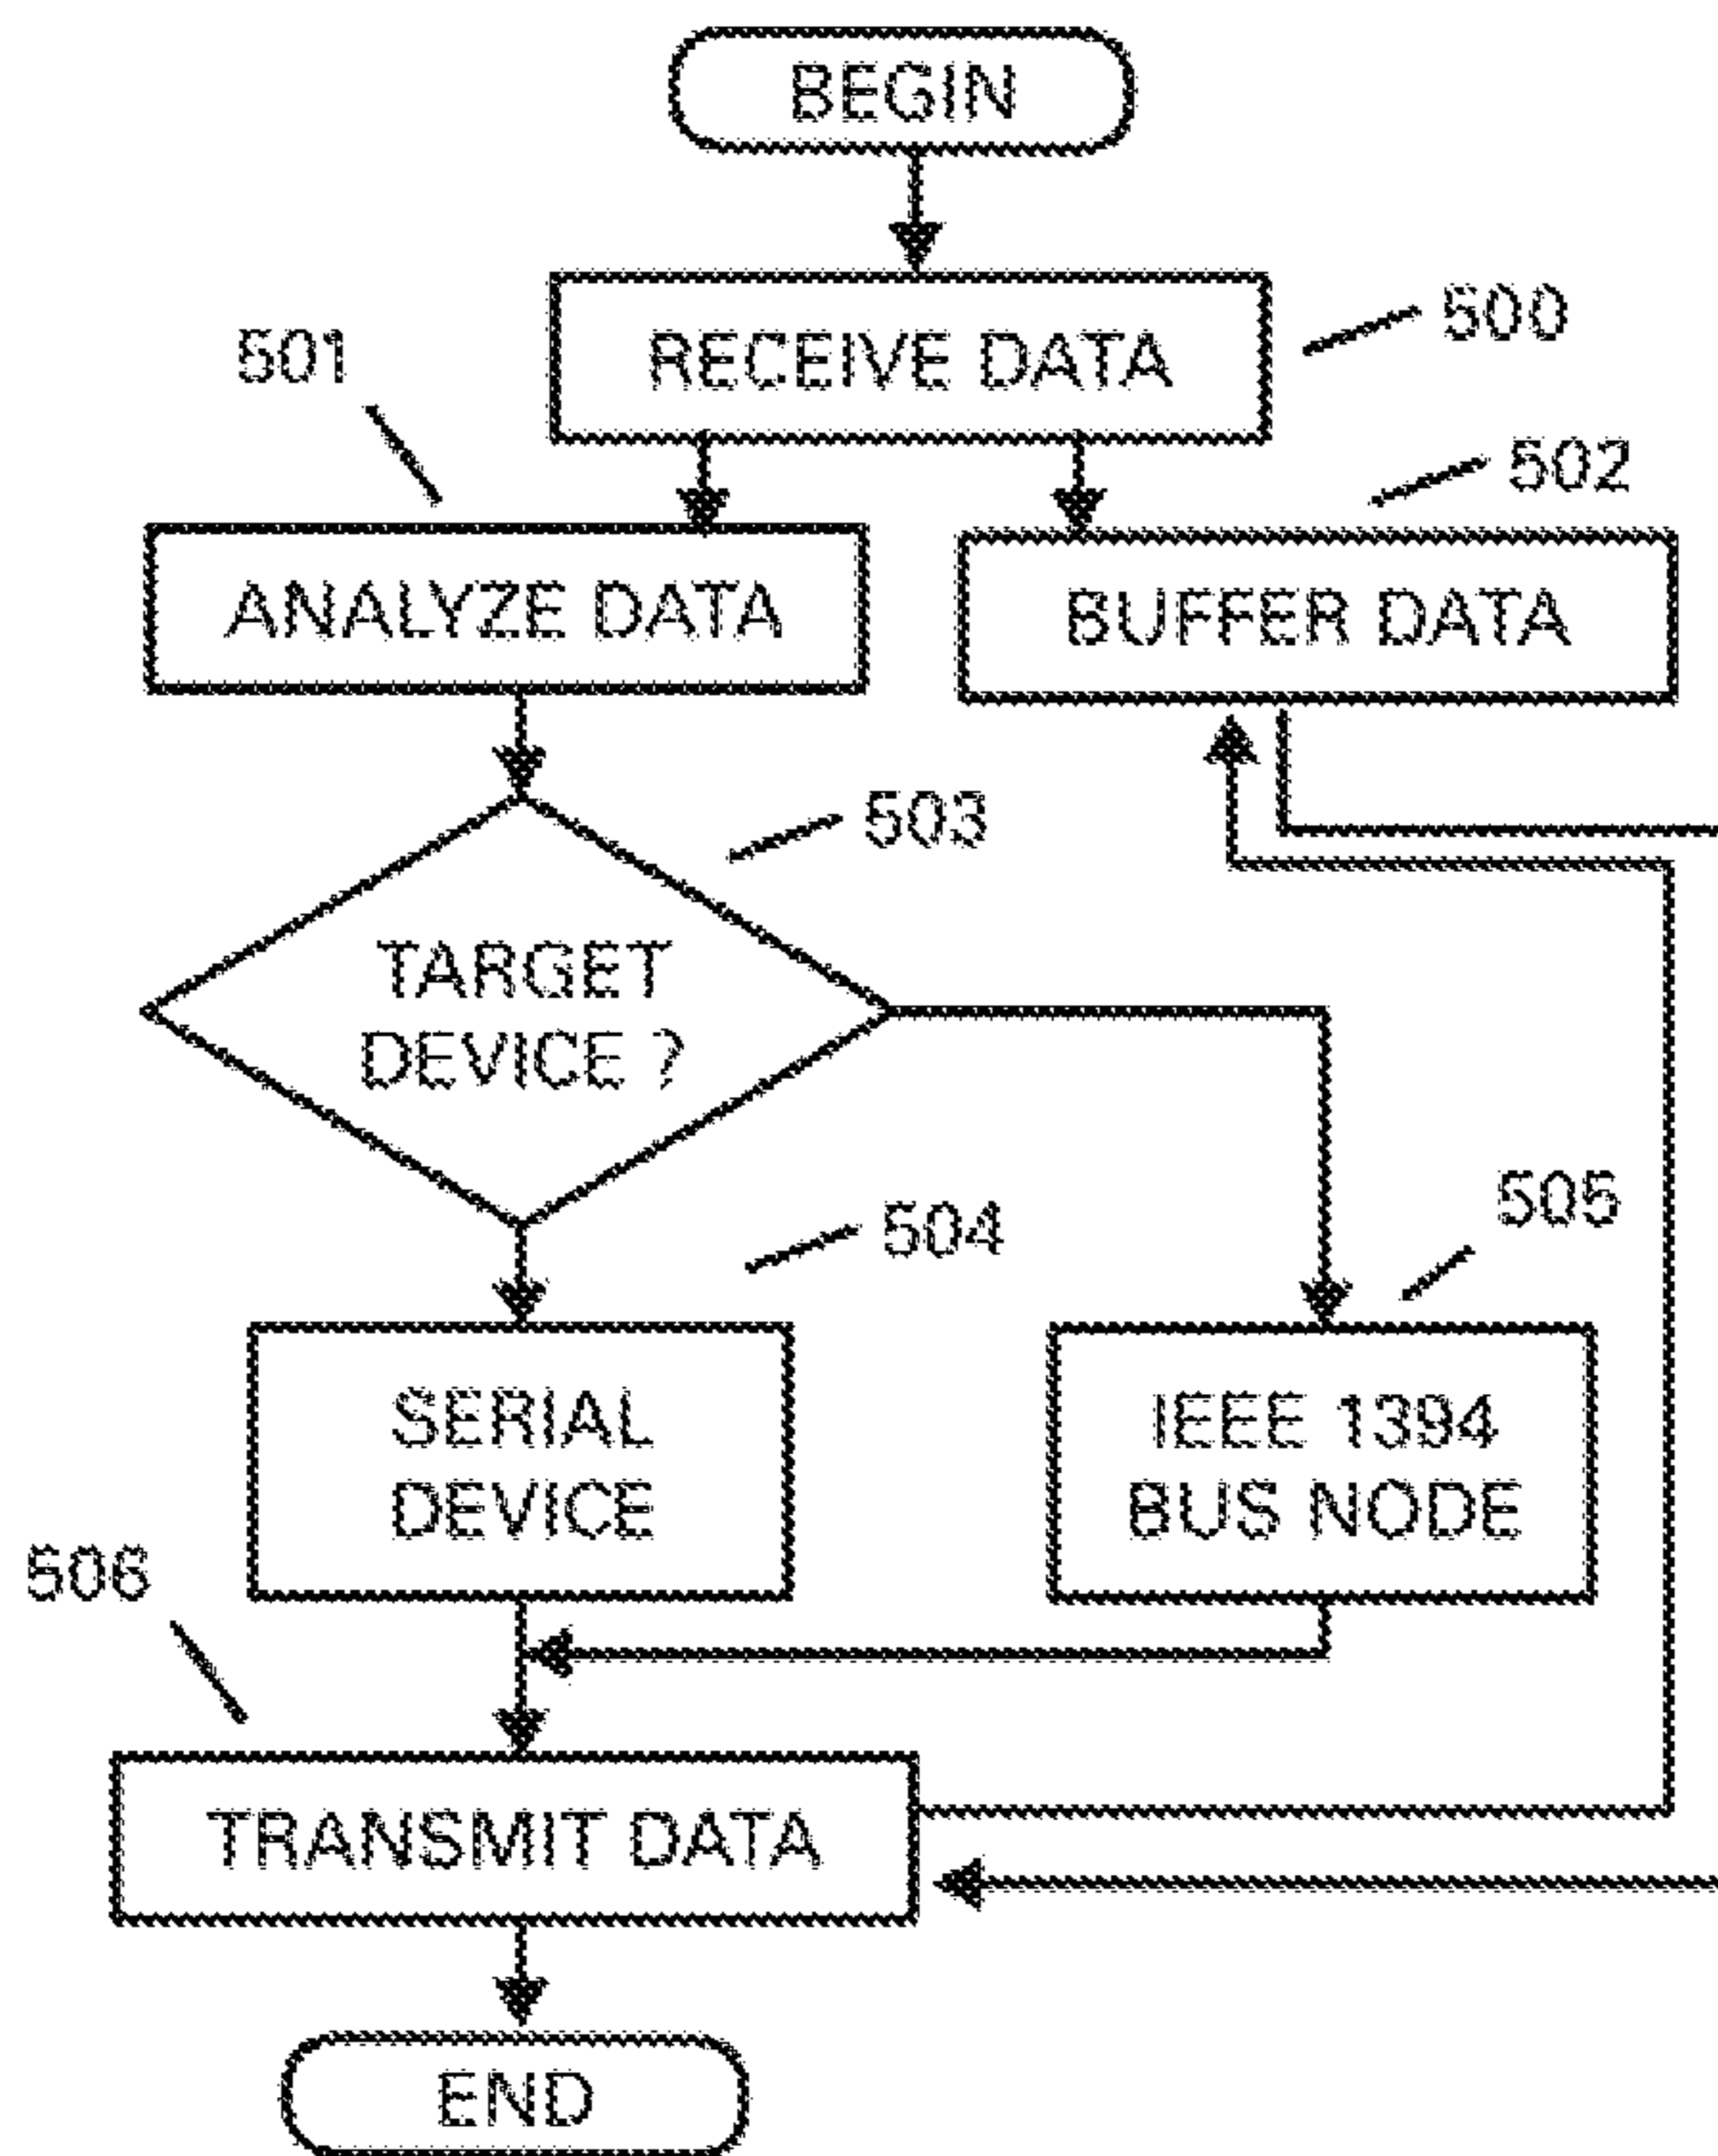 BEGIN
RECEIVE DATA
500
501
502
ANALYZE DATA
BUFFER DATA
503
TARGET
DEVICE ?
504
505
SERIAL
DEVICE
IEEE 1394
BUS NODE
506
TRANSMIT DATA
END